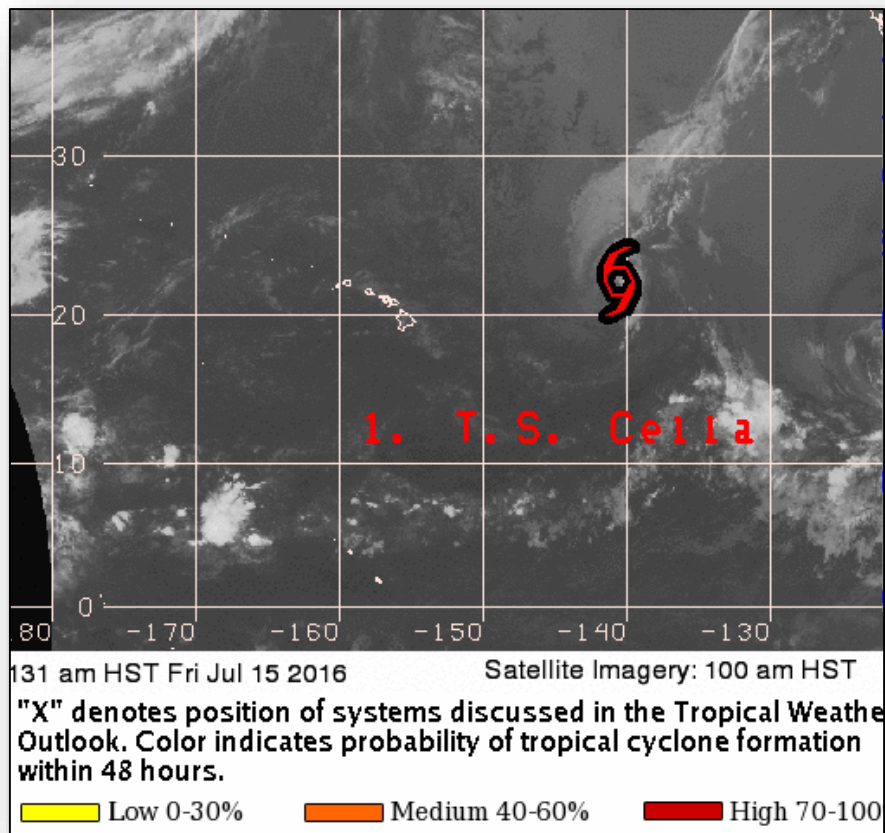 30
20
1. T.S. Celia
10
0
80 -170 -160 -150 -140 -130
131 am HST Fri Jul 15 2016 Satellite Imagery: 100 am HST
"X" denotes position of systems discussed in the Tropical Weathe
Outlook. Color indicates probability of tropical cyclone formation
within 48 hours.
Low 0-30% Medium 40-60% High 70-100